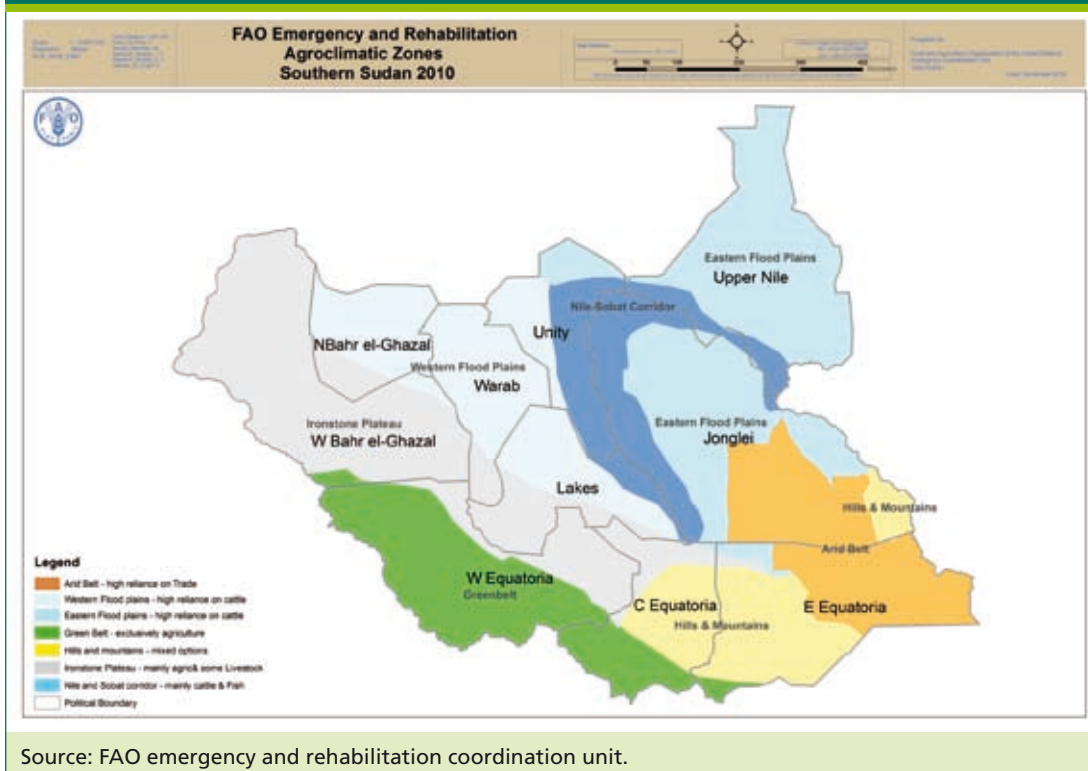 FAO Emergency and Rehabilitation
Agroclimatic Zones
Southern Sudan 2010
FAO
Eastern Flood Plains
Upper Nile
Nile-Sobat Corridor
Unity
NBahr el-Ghazal
Western Flood Plains
Warab
Ironstone Plateau
W Bahr el-Ghazal
Eastern Flood Plains
Jonglei
Lakes
Hills & Mountains
Arid Belt
W Equatoria
Greenbelt
C Equatoria
E Equatoria
Hills & Mountains
Legend
Arid Belt - high reliance on Trade
Western Flood plains - high reliance on cattle
Eastern Flood plains - high reliance on cattle
Green Belt - exclusively agriculture
Hills and mountains - mixed options
Ironstone Plateau - mainly agric& some Livestock
Nile and Sobat corridor - mainly cattle & Fish
Political Boundary
Source: FAO emergency and rehabilitation coordination unit.